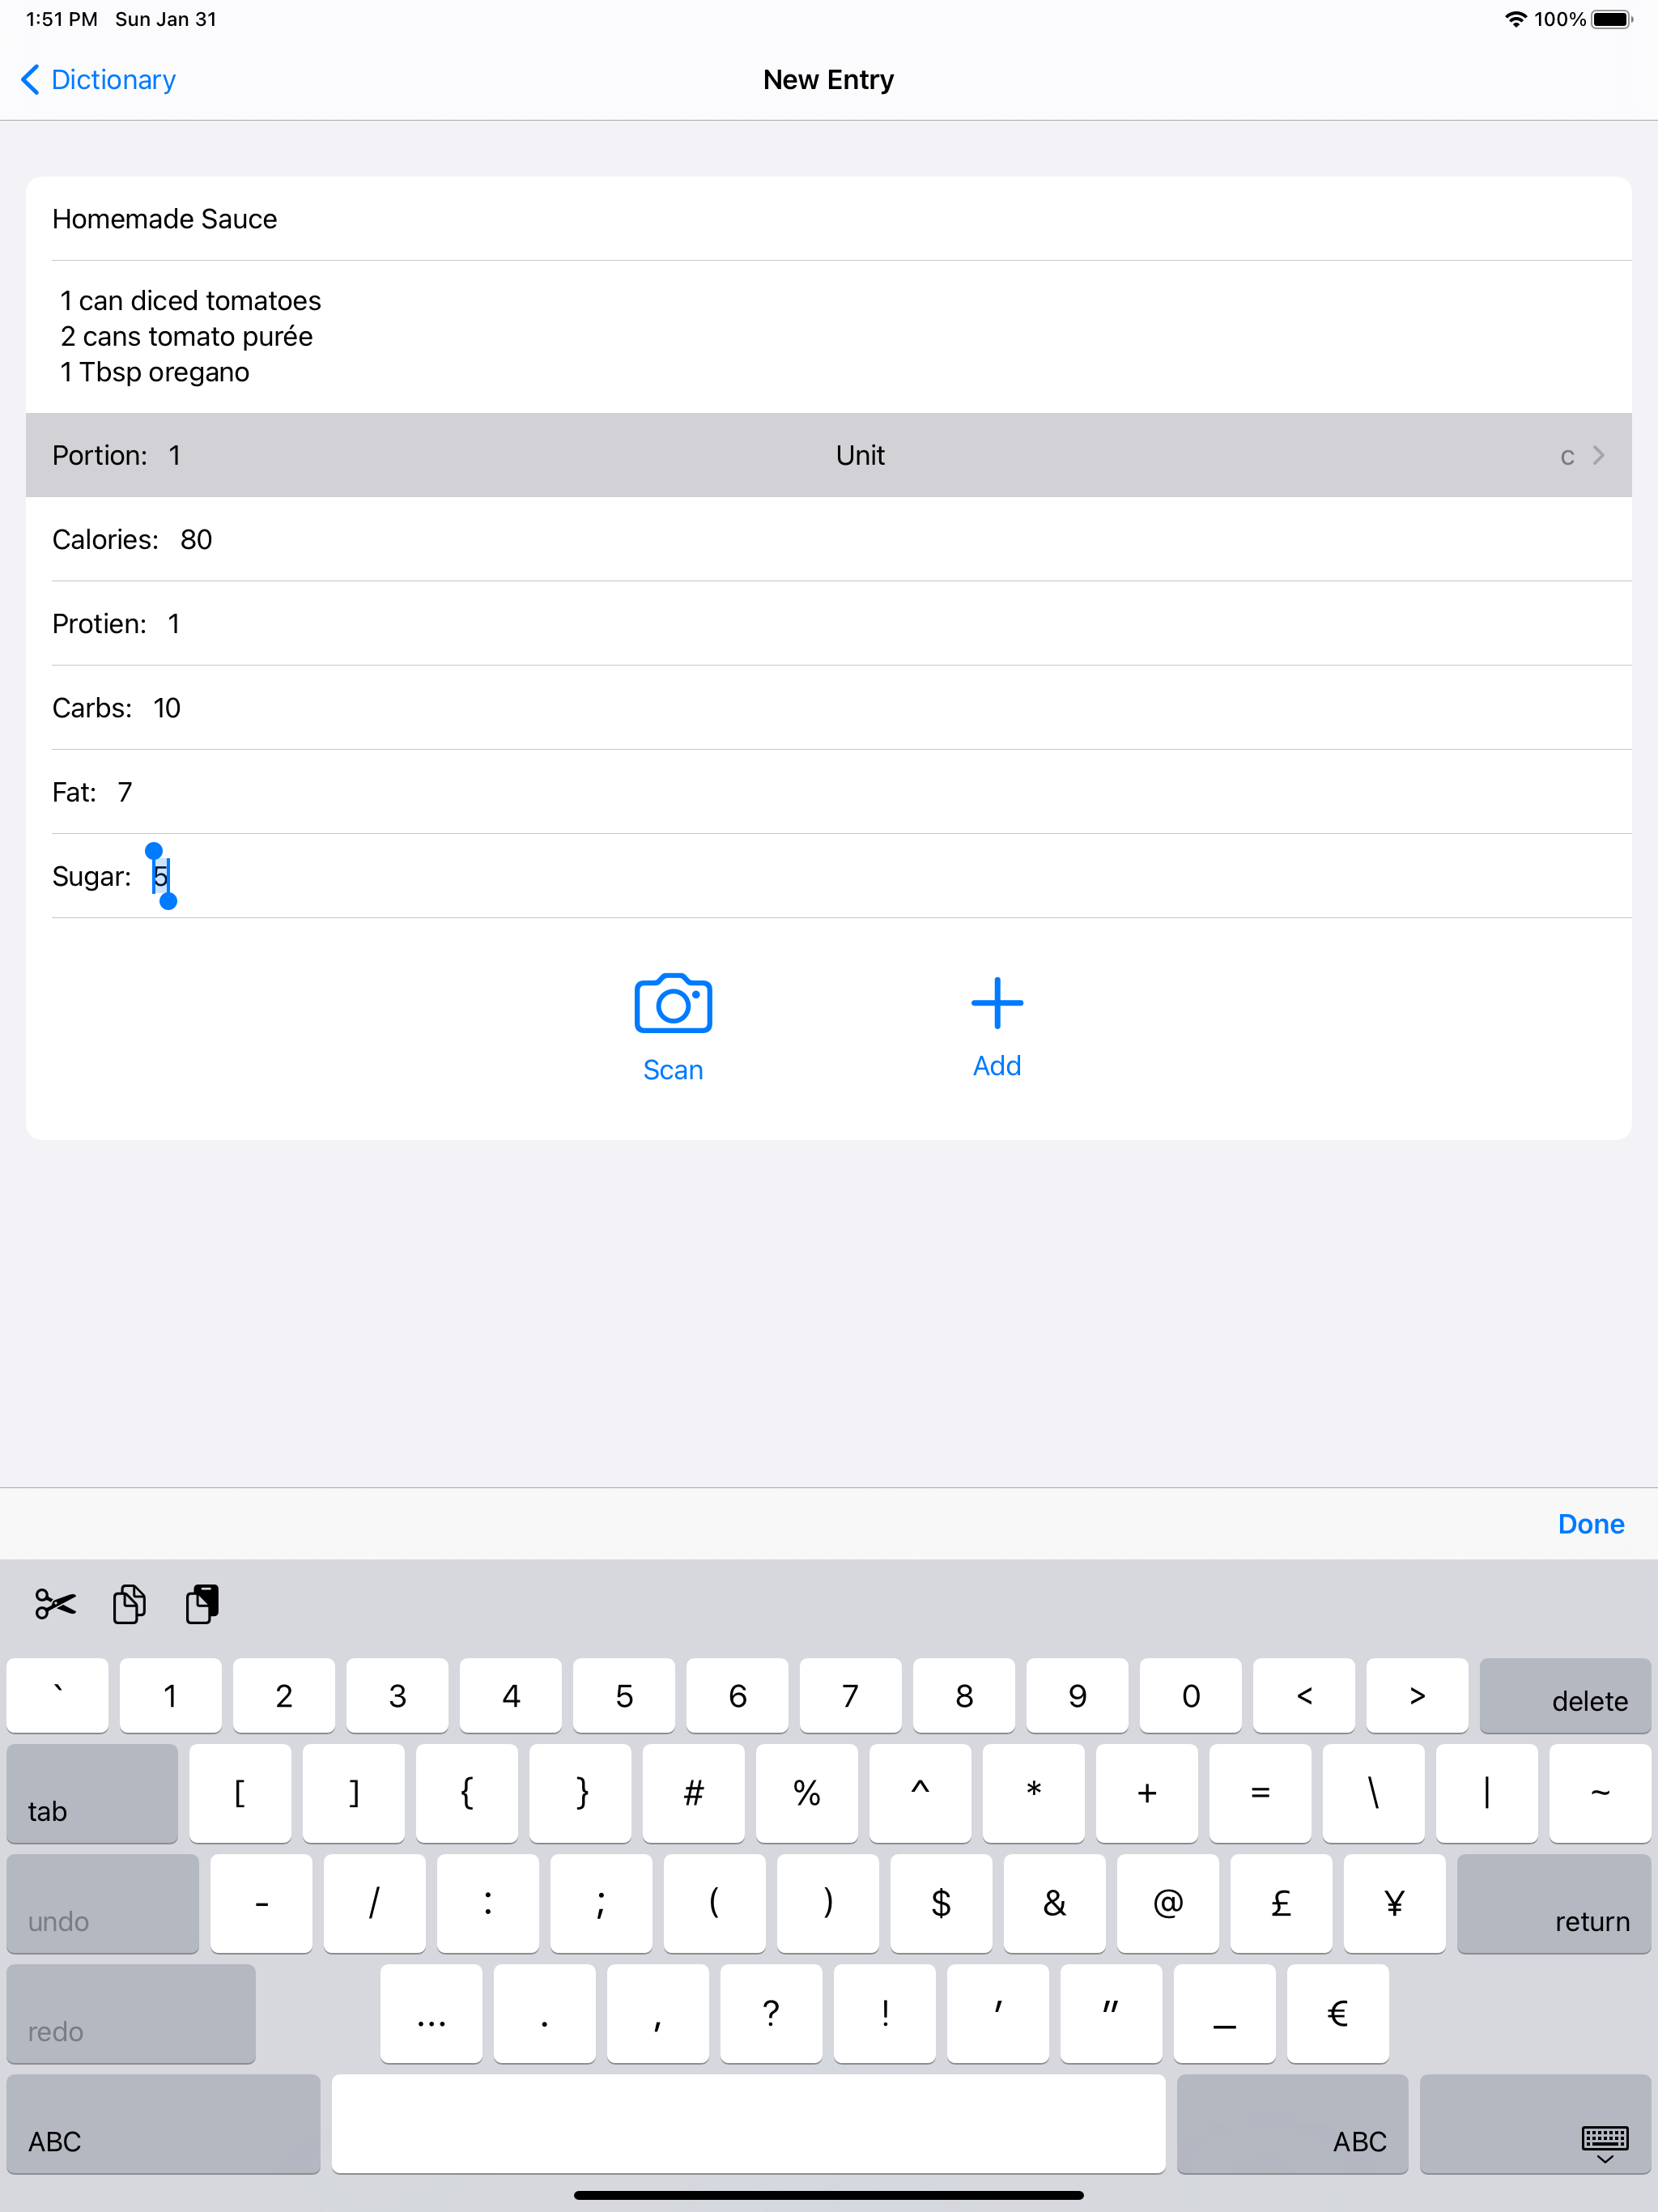 1:51 PM Sun Jan 31 100%
Dictionary New Entry
Homemade Sauce
1 can diced tomatoes
2 cans tomato purée
1 Tbsp oregano
Portion: 1 Unit c
Calories: 80
Protien: 1
Carbs: 10
Fat: 7
Sugar: 5
Scan Add
Done
` 1 2 3 4 5 6 7 8 9 0 < > delete
tab [ ] { } # % ^ * + = \ | ~
undo - / : ; ( ) $ & @ £ ¥ return
redo … . , ? ! ' " _ €
ABC ABC